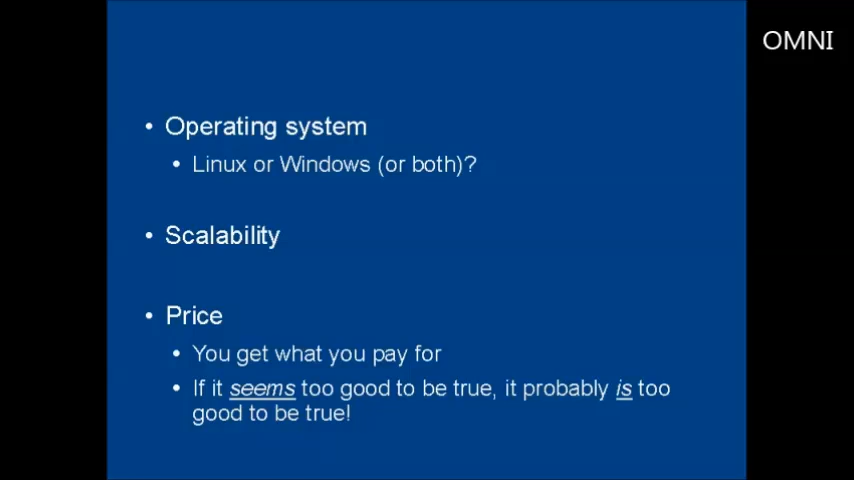 OMNI
• Operating system
• Linux or Windows (or both)?
• Scalability
• Price
• You get what you pay for
• If it seems too good to be true, it probably is too
good to be true!